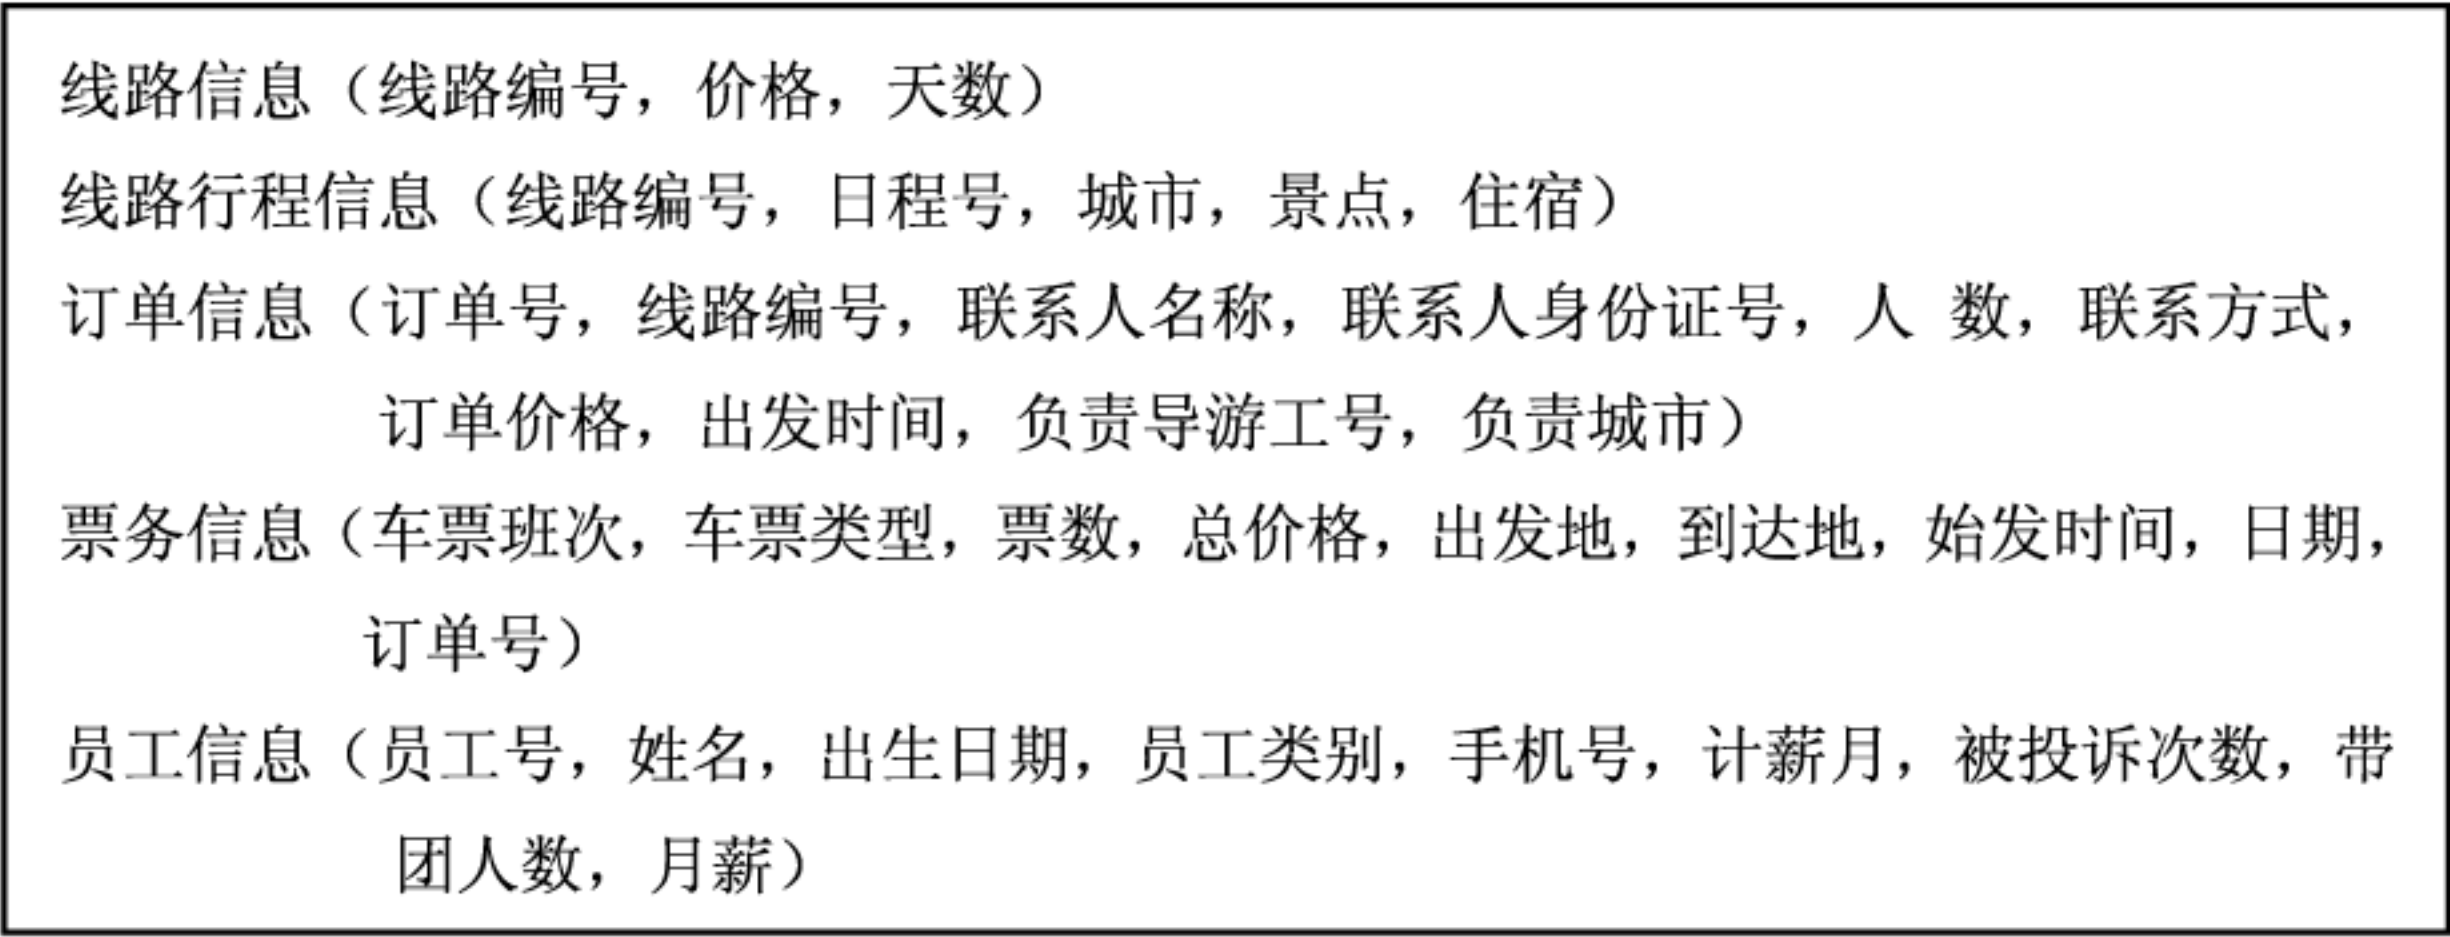 线路信息（线路编号，价格，天数）
线路行程信息（线路编号，日程号，城市，景点，住宿）
订单信息（订单号，线路编号，联系人名称，联系人身份证号，人 数，联系方式，
订单价格，出发时间，负责导游工号，负责城市）
票务信息（车票班次，车票类型，票数，总价格，出发地，到达地，始发时间，日期，
订单号）
员工信息（员工号，姓名，出生日期，员工类别，手机号，计薪月，被投诉次数，带
团人数，月薪）